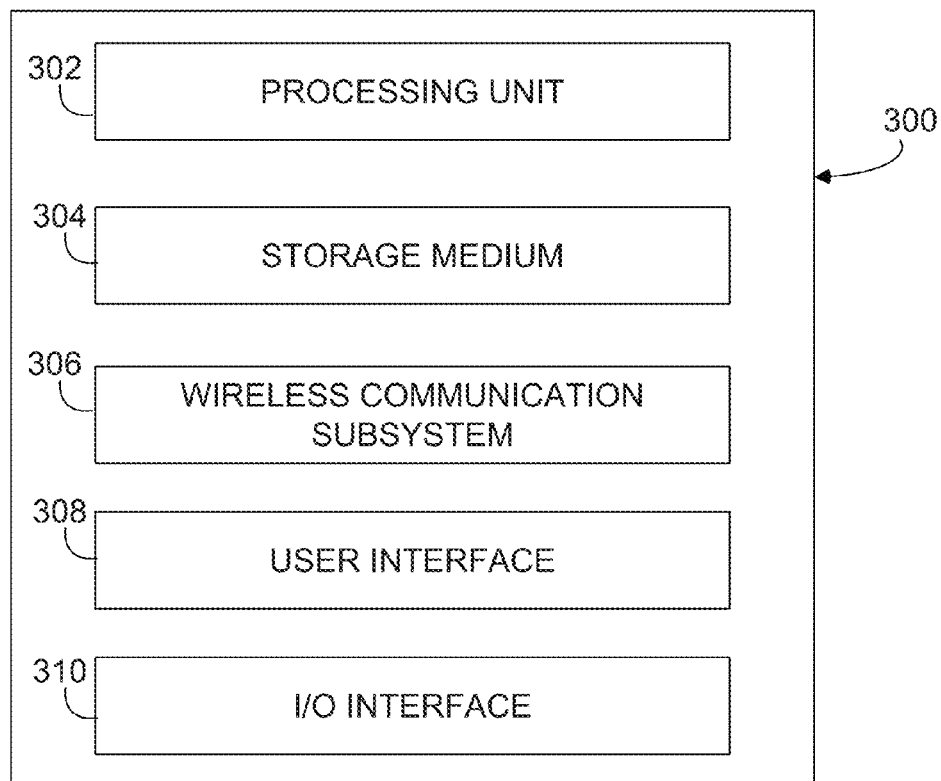 302
PROCESSING UNIT
300
304
STORAGE MEDIUM
306
WIRELESS COMMUNICATION
SUBSYSTEM
308
USER INTERFACE
310
I/O INTERFACE